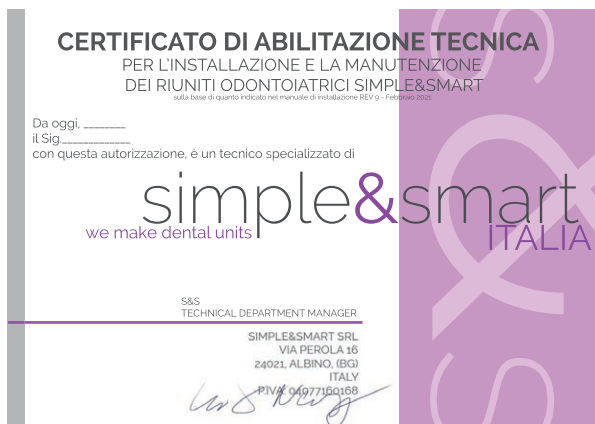 CERTIFICATO DI ABILITAZIONE TECNICA
PER L'INSTALLAZIONE E LA MANUTENZIONE
DEI RIUNITI ODONTOIATRICI SIMPLE&SMART
sulla base di quanto indicato nel manuale di installazione REV 9 - Febbraio 2021
Da oggi, ________
il Sig._____________
con questa autorizzazione, è un tecnico specializzato di
simple&smart
we make dental units
ITALIA
S&S
TECHNICAL DEPARTMENT MANAGER
SIMPLE&SMART SRL
VIA PEROLA 16
24021, ALBINO, (BG)
ITALY
P.IVA: 04077160168